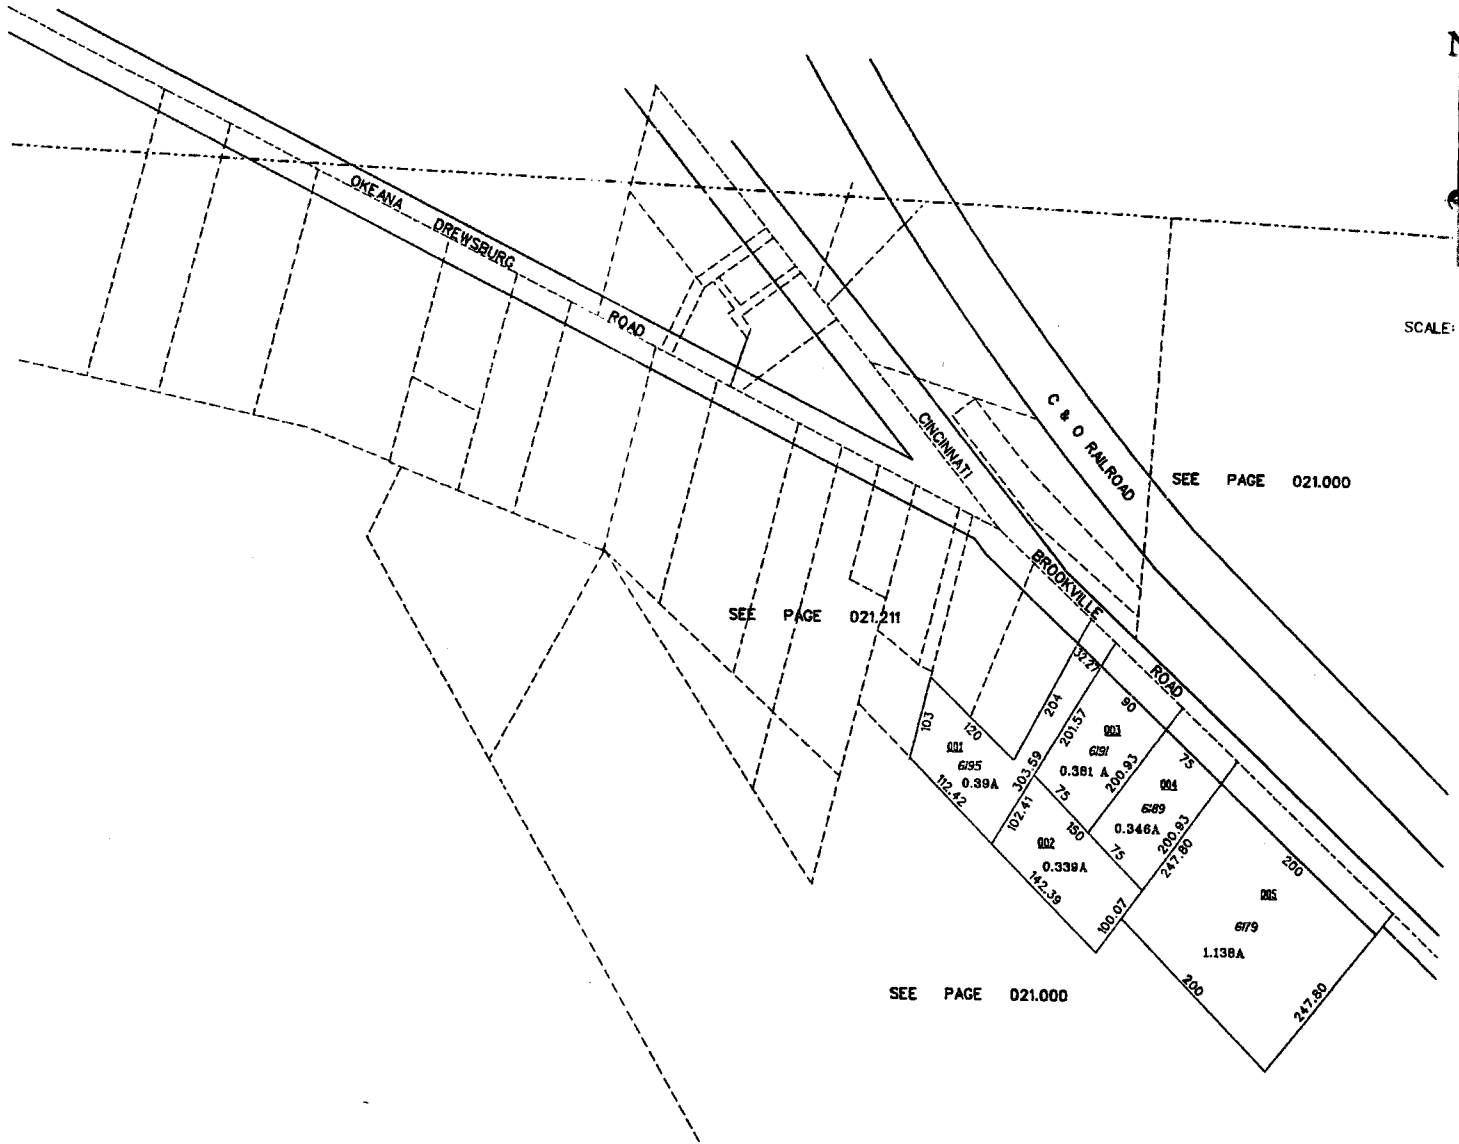 SCALE:
OKEANA DREWSBURG ROAD
CINCINNATI BROOKVILLE ROAD
C & O RAILROAD
SEE PAGE 021.000
SEE PAGE 021.211
32.27
204
201.57
303.59
103
120
001
6195
0.39A
112.42
90
003
6191
0.381 A
200.93
75
75
004
6189
0.346A
200.93
247.80
102.41
150
75
002
0.339A
142.39
100.07
200
005
6179
1.138A
200
247.80
SEE PAGE 021.000